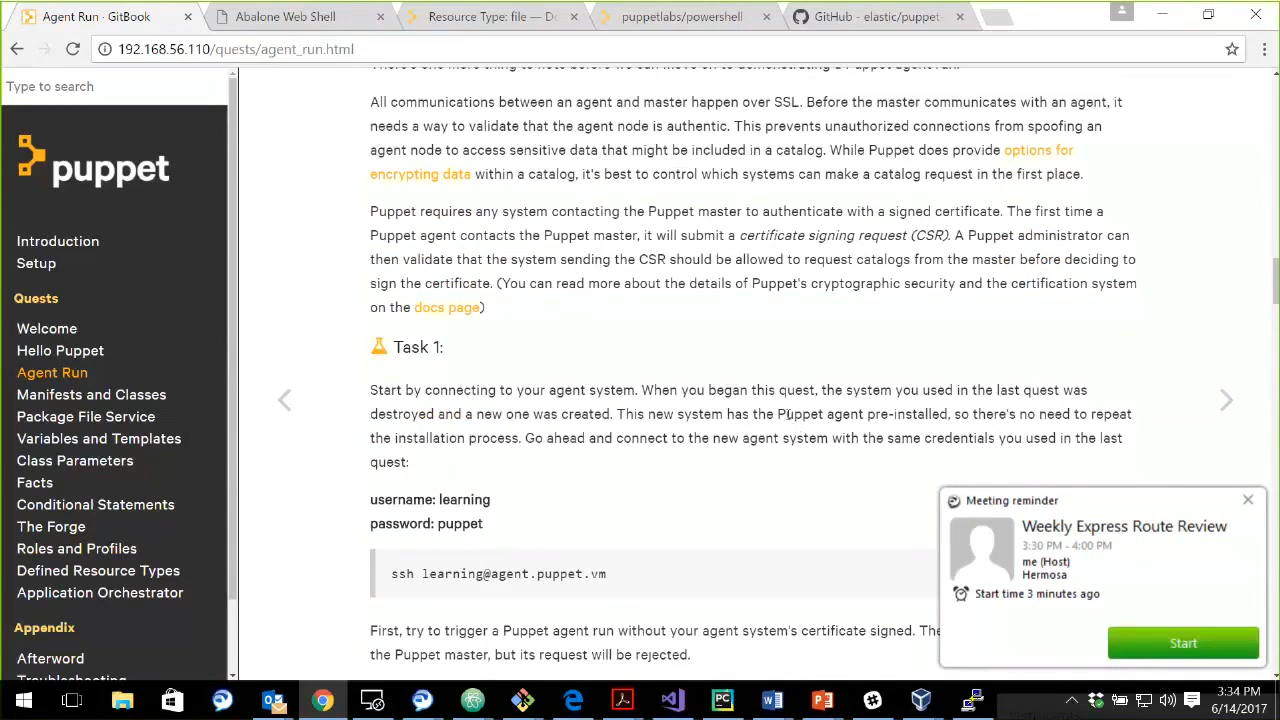 Agent Run - GitBook
Abalone Web Shell
Resource Type: file — Do
puppetlabs/powershell
GitHub - elastic/puppet-
192.168.56.110/quests/agent_run.html
Type to search
puppet
Introduction
Setup
Quests
Welcome
Hello Puppet
Agent Run
Manifests and Classes
Package File Service
Variables and Templates
Class Parameters
Facts
Conditional Statements
The Forge
Roles and Profiles
Defined Resource Types
Application Orchestrator
Appendix
Afterword
Troubleshooting
There's one more thing to note before we can move on to demonstrating a Puppet agent run.
All communications between an agent and master happen over SSL. Before the master communicates with an agent, it
needs a way to validate that the agent node is authentic. This prevents unauthorized connections from spoofing an
agent node to access sensitive data that might be included in a catalog. While Puppet does provide options for
encrypting data within a catalog, it's best to control which systems can make a catalog request in the first place.
Puppet requires any system contacting the Puppet master to authenticate with a signed certificate. The first time a
Puppet agent contacts the Puppet master, it will submit a certificate signing request (CSR). A Puppet administrator can
then validate that the system sending the CSR should be allowed to request catalogs from the master before deciding to
sign the certificate. (You can read more about the details of Puppet's cryptographic security and the certification system
on the docs page)
Task 1:
Start by connecting to your agent system. When you began this quest, the system you used in the last quest was
destroyed and a new one was created. This new system has the Puppet agent pre-installed, so there's no need to repeat
the installation process. Go ahead and connect to the new agent system with the same credentials you used in the last
quest:
username: learning
password: puppet
ssh learning@agent.puppet.vm
First, try to trigger a Puppet agent run without your agent system's certificate signed. The
the Puppet master, but its request will be rejected.
Meeting reminder
Weekly Express Route Review
3:30 PM - 4:00 PM
me (Host)
Hermosa
Start time 3 minutes ago
Start
3:34 PM
6/14/2017